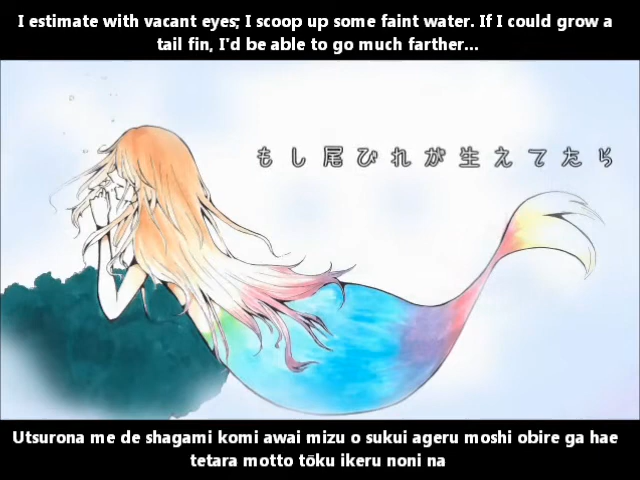 I estimate with vacant eyes; I scoop up some faint water. If I could grow a
tail fin, I'd be able to go much farther...
もし尾びれが生えてたら
Utsurona me de shagami komi awai mizu o sukui ageru moshi obire ga hae
tetara motto tōku ikeru noni na